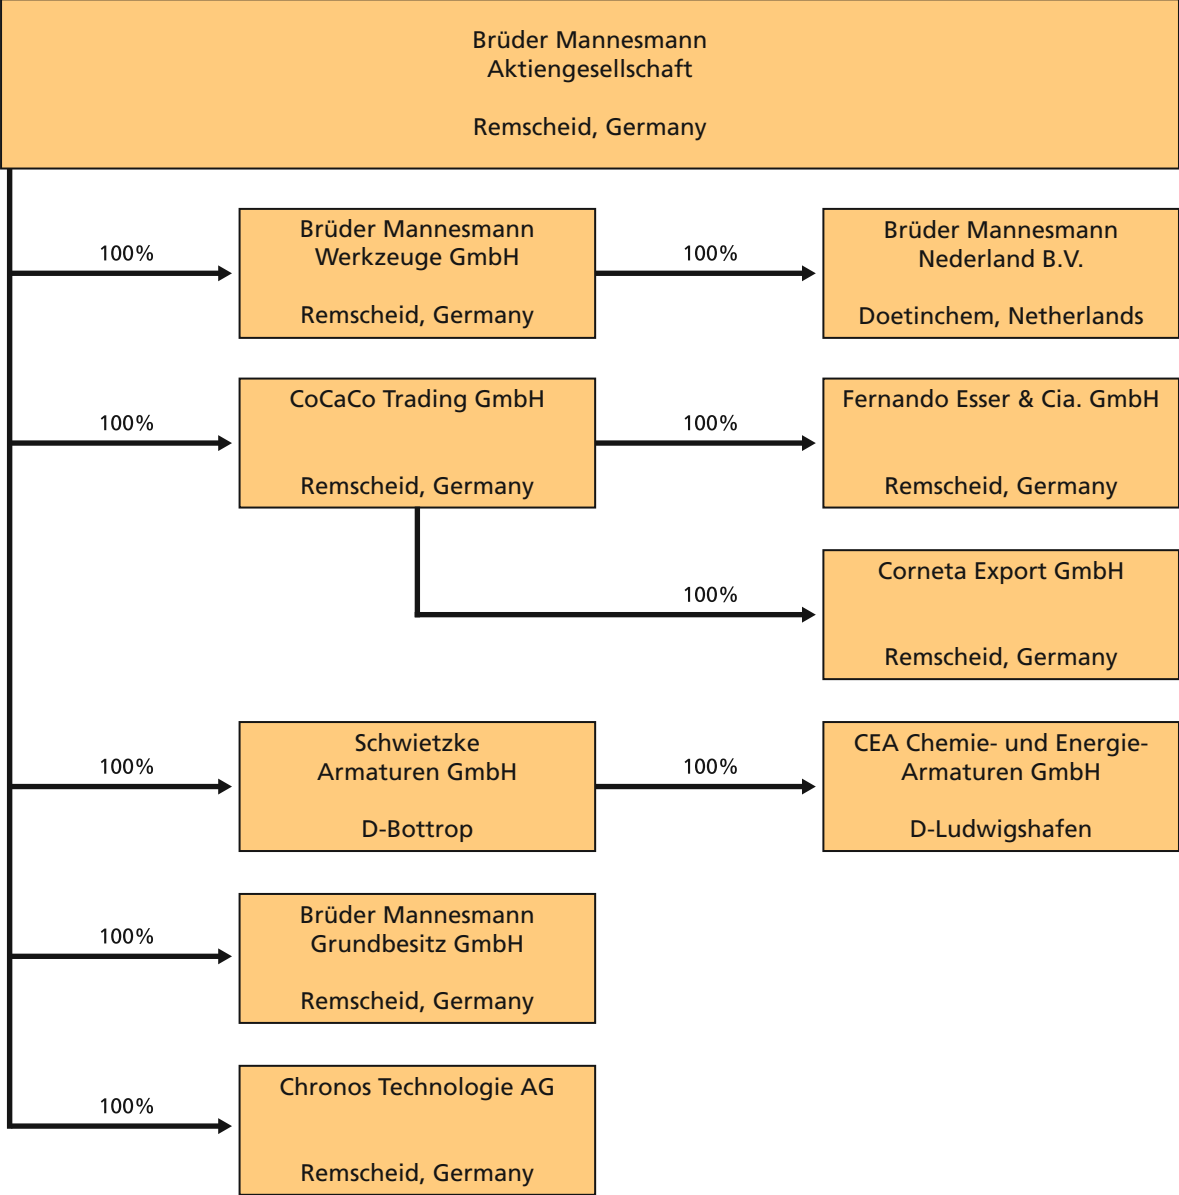 Brüder Mannesmann
Aktiengesellschaft
Remscheid, Germany
100%
Brüder Mannesmann
Werkzeuge GmbH
Remscheid, Germany
100%
Brüder Mannesmann
Nederland B.V.
Doetinchem, Netherlands
100%
CoCaCo Trading GmbH
Remscheid, Germany
100%
Fernando Esser & Cia. GmbH
Remscheid, Germany
100%
Corneta Export GmbH
Remscheid, Germany
100%
Schwietzke
Armaturen GmbH
D-Bottrop
100%
CEA Chemie- und Energie-
Armaturen GmbH
D-Ludwigshafen
100%
Brüder Mannesmann
Grundbesitz GmbH
Remscheid, Germany
100%
Chronos Technologie AG
Remscheid, Germany